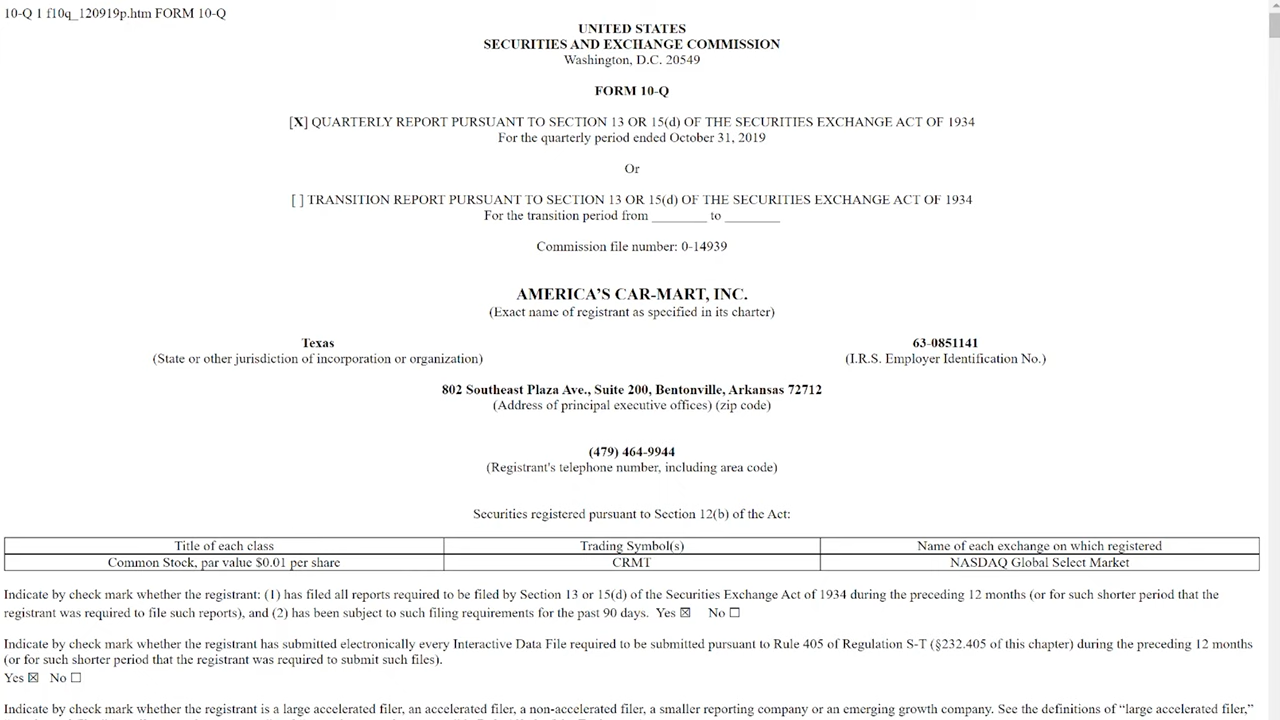 10-Q 1 f10q_120919p.htm FORM 10-Q
UNITED STATES
SECURITIES AND EXCHANGE COMMISSION
Washington, D.C. 20549
FORM 10-Q
[X] QUARTERLY REPORT PURSUANT TO SECTION 13 OR 15(d) OF THE SECURITIES EXCHANGE ACT OF 1934
For the quarterly period ended October 31, 2019
Or
[ ] TRANSITION REPORT PURSUANT TO SECTION 13 OR 15(d) OF THE SECURITIES EXCHANGE ACT OF 1934
For the transition period from ________ to ________
Commission file number: 0-14939
AMERICA’S CAR-MART, INC.
(Exact name of registrant as specified in its charter)
Texas 63-0851141
(State or other jurisdiction of incorporation or organization) (I.R.S. Employer Identification No.)
802 Southeast Plaza Ave., Suite 200, Bentonville, Arkansas 72712
(Address of principal executive offices) (zip code)
(479) 464-9944
(Registrant's telephone number, including area code)
Securities registered pursuant to Section 12(b) of the Act:
Title of each class Trading Symbol(s) Name of each exchange on which registered
Common Stock, par value $0.01 per share CRMT NASDAQ Global Select Market
Indicate by check mark whether the registrant: (1) has filed all reports required to be filed by Section 13 or 15(d) of the Securities Exchange Act of 1934 during the preceding 12 months (or for such shorter period that the
registrant was required to file such reports), and (2) has been subject to such filing requirements for the past 90 days. Yes ☒ No ☐
Indicate by check mark whether the registrant has submitted electronically every Interactive Data File required to be submitted pursuant to Rule 405 of Regulation S-T (§232.405 of this chapter) during the preceding 12 months
(or for such shorter period that the registrant was required to submit such files).
Yes ☒ No ☐
Indicate by check mark whether the registrant is a large accelerated filer, an accelerated filer, a non-accelerated filer, a smaller reporting company or an emerging growth company. See the definitions of “large accelerated filer,”